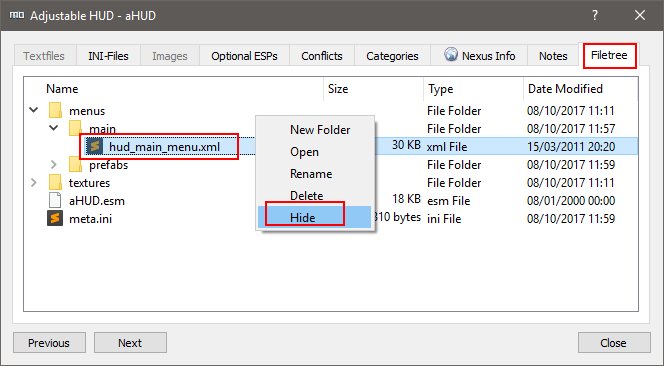 Adjustable HUD - aHUD
Textfiles INI-Files Images Optional ESPs Conflicts Categories Nexus Info Notes Filetree
Name Size Type Date Modified
menus File Folder 08/10/2017 11:11
main File Folder 08/10/2017 11:57
hud_main_menu.xml 30 KB xml File 15/03/2011 20:20
prefabs File Folder 08/10/2017 11:59
textures File Folder 08/10/2017 11:11
aHUD.esm 18 KB esm File 08/01/2000 00:00
meta.ini 310 bytes ini File 08/10/2017 11:59
New Folder
Open
Rename
Delete
Hide
Previous Next Close